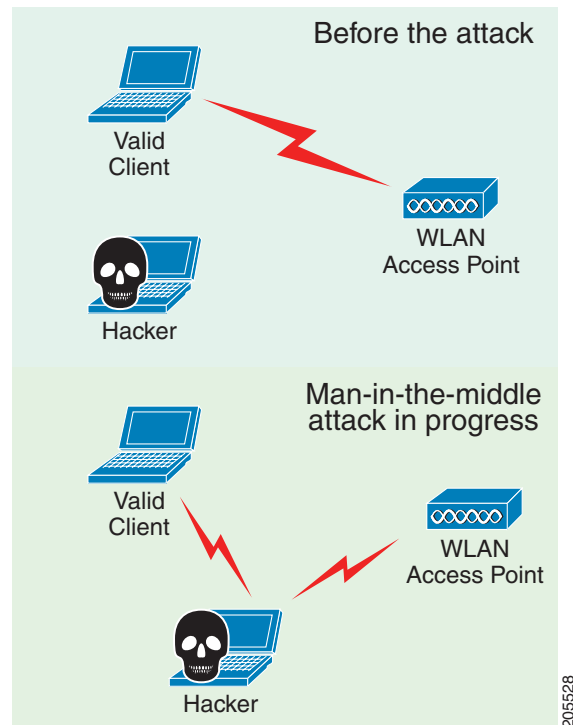 Before the attack
Valid
Client
WLAN
Access Point
Hacker
Man-in-the-middle
attack in progress
Valid
Client
WLAN
Access Point
Hacker
205528